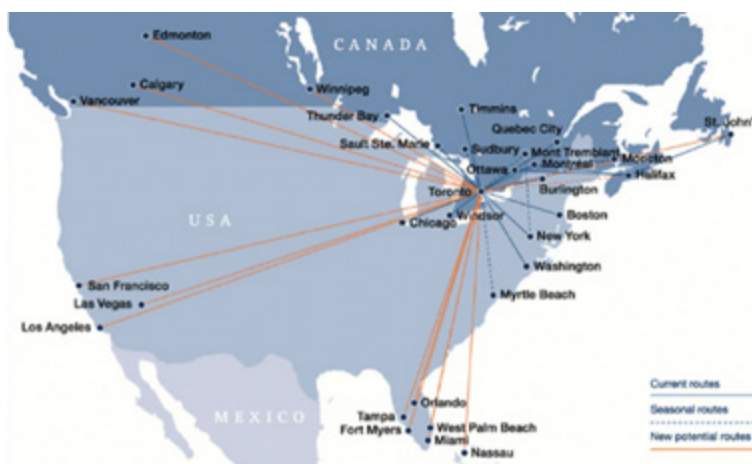 Edmonton
CANADA
Calgary
Winnipeg
Vancouver
Timmins
Thunder Bay
St. John'
Quebec City
Sault Ste. Marie
Sudbury
Mont Tremblant
Moncton
Montréal
Ottawa
Halifax
Toronto
Burlington
USA
Chicago
Windsor
Boston
New York
Washington
San Francisco
Las Vegas
Myrtle Beach
Los Angeles
Current routes
Orlando
Seasonal routes
MEXICO
Tampa
Fort Myers
West Palm Beach
New potential routes
Miami
Nassau